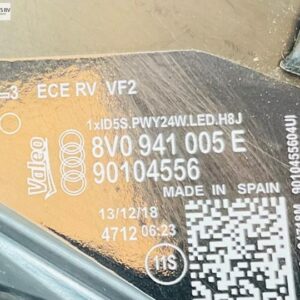 ECE RV VF2
1xID5S.PWY24W.LED.H8J
Valeo
8V0 941 005 E
90104556
MADE IN SPAIN
13/12/18
4712 06:23
11S